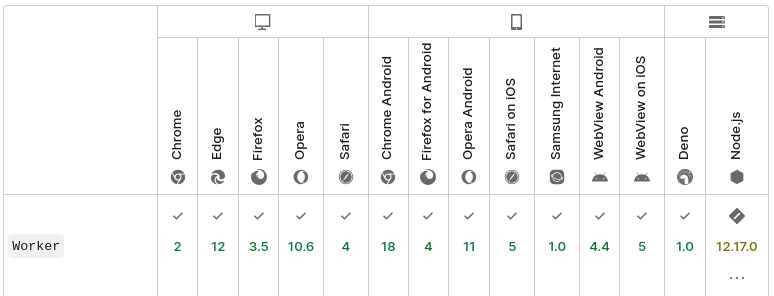 Chrome
Edge
Firefox
Opera
Safari
Chrome Android
Firefox for Android
Opera Android
Safari on iOS
Samsung Internet
WebView Android
WebView on iOS
Deno
Node.js
Worker 2 12 3.5 10.6 4 18 4 11 5 1.0 4.4 5 1.0 12.17.0
...